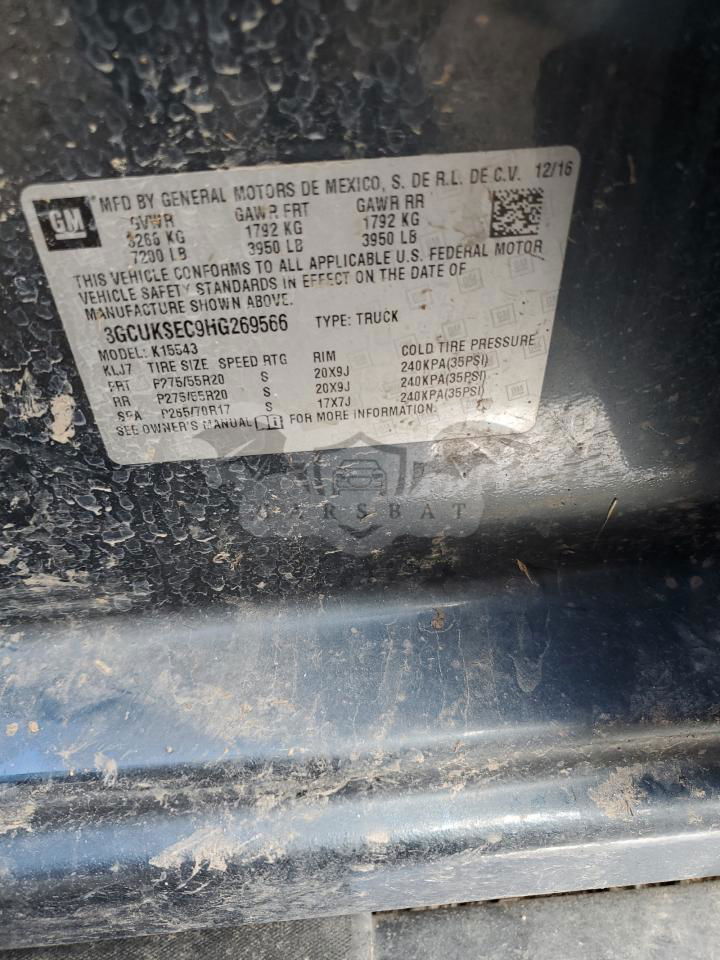 GM
MFD BY GENERAL MOTORS DE MEXICO, S. DE R.L. DE C.V. 12/16
GVWR GAWR FRT GAWR RR
3266 KG 1792 KG 1792 KG
7200 LB 3950 LB 3950 LB
THIS VEHICLE CONFORMS TO ALL APPLICABLE U.S. FEDERAL MOTOR
VEHICLE SAFETY STANDARDS IN EFFECT ON THE DATE OF
MANUFACTURE SHOWN ABOVE.
3GCUKSEC9HG269566 TYPE: TRUCK
MODEL: K15543
KLJ7 TIRE SIZE SPEED RTG RIM COLD TIRE PRESSURE
FRT P275/55R20 S 20X9J 240KPA(35PSI)
RR P275/55R20 S 20X9J 240KPA(35PSI)
SPA P265/70R17 S 17X7J 240KPA(35PSI)
SEE OWNER'S MANUAL FOR MORE INFORMATION.
CARSBAT